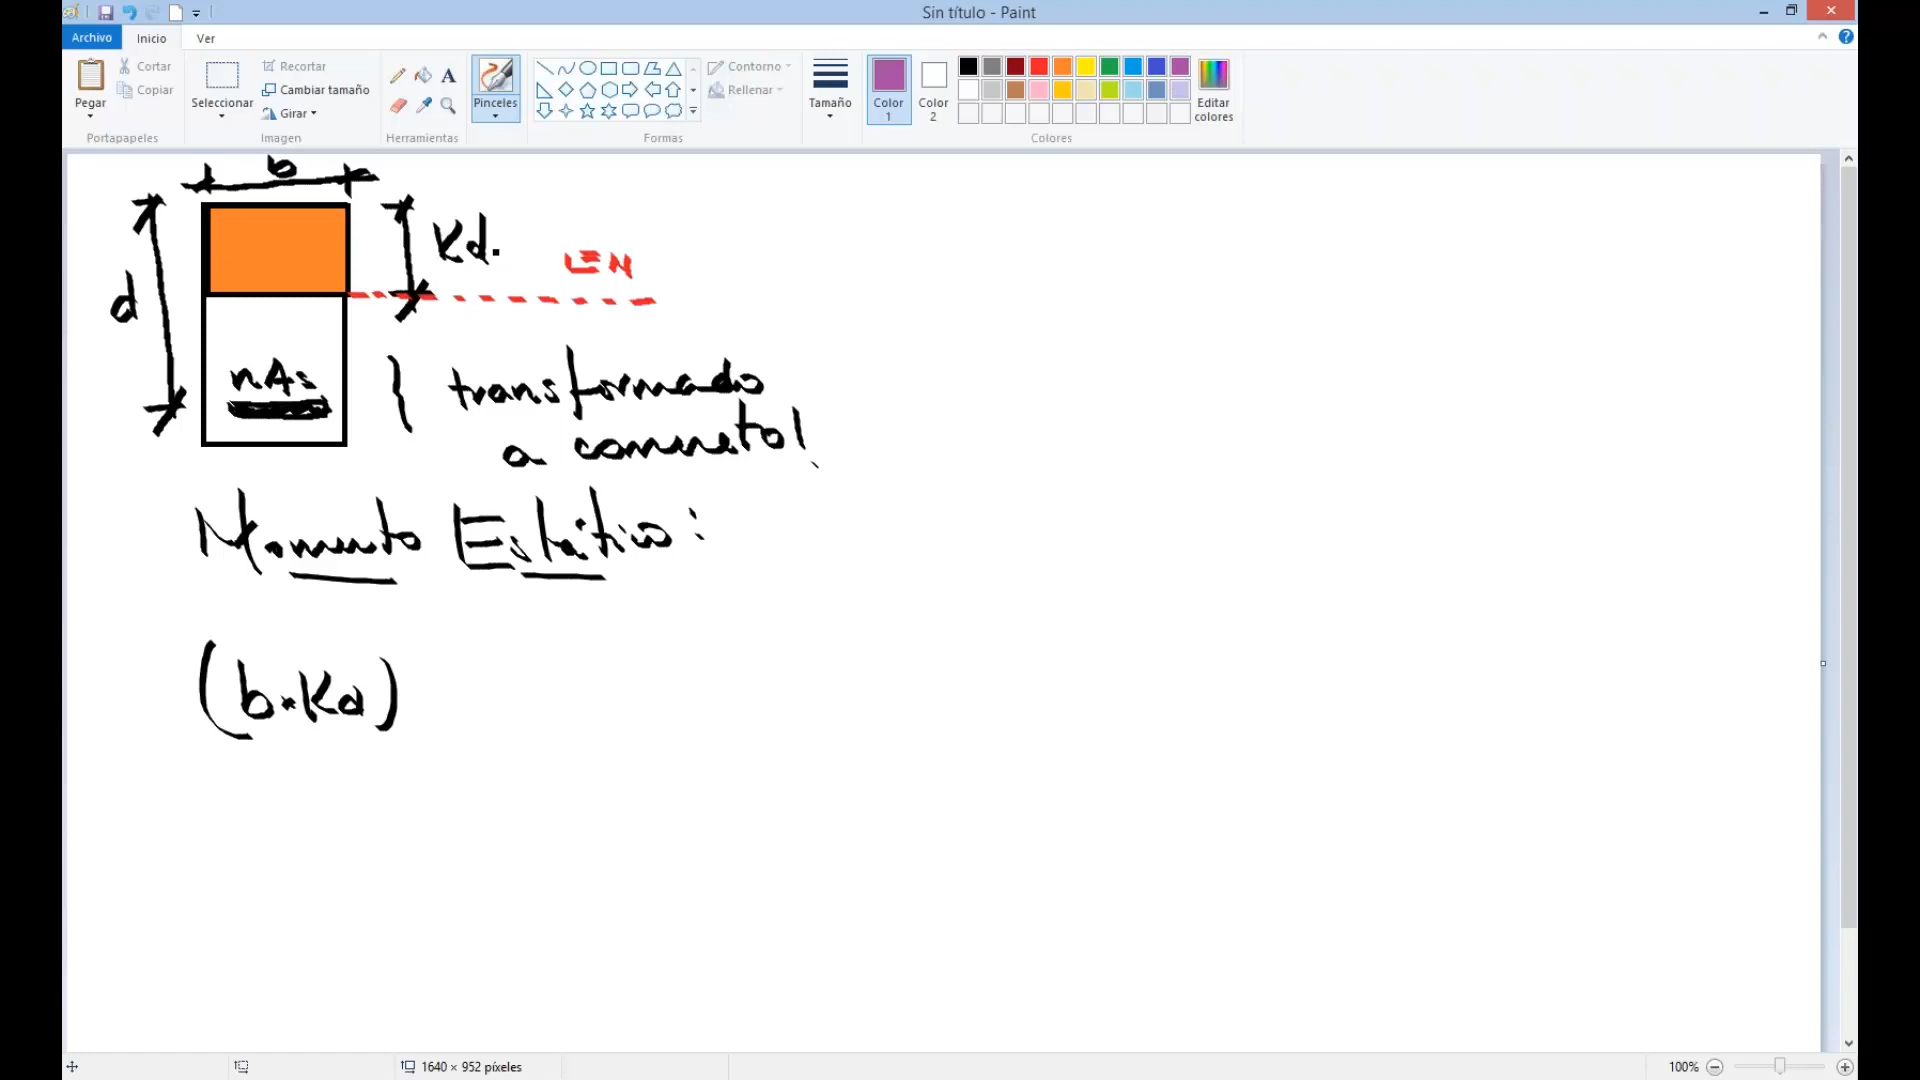 Sin título - Paint
Archivo Inicio Ver
Pegar
Cortar
Copiar
Portapapeles
Seleccionar
Recortar
Cambiar tamaño
Girar
Imagen
Herramientas
Pinceles
Formas
Contorno
Rellenar
Tamaño
Color 1
Color 2
Editar colores
Colores
b
d
Kd.
LEN
nAs
} transformado
a concreto!
Momento Estático:
(b.Kd)
1640 × 952 píxeles
100%